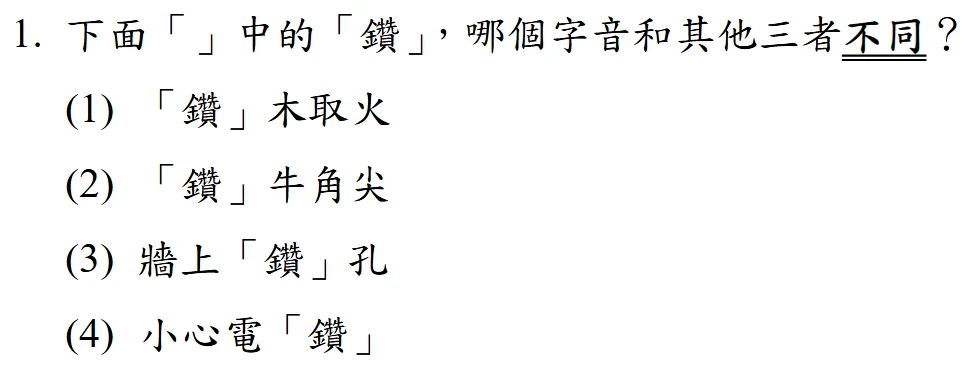 1. 下面「 」中的「鑽」，哪個字音和其他三者不同？
(1) 「鑽」木取火
(2) 「鑽」牛角尖
(3) 牆上「鑽」孔
(4) 小心電「鑽」